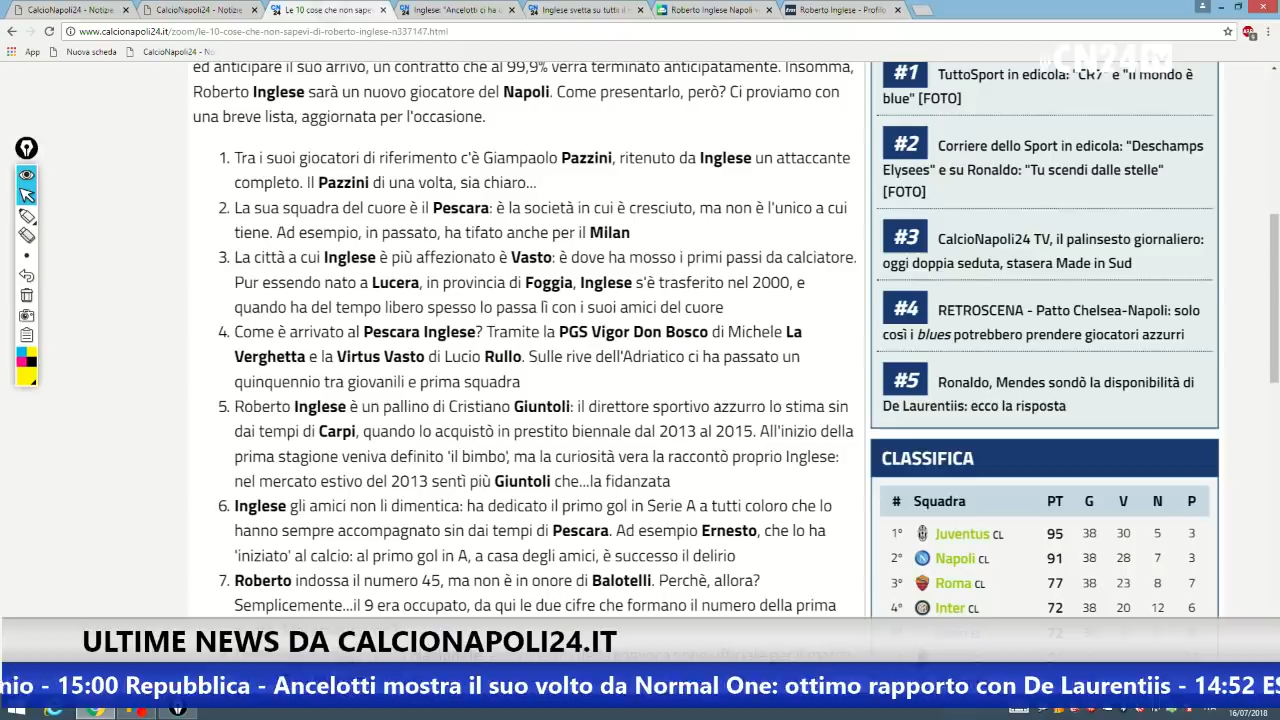 CalcioNapoli24 - Notizie
CalcioNapoli24 - Notizie
Le 10 cose che non sape
Inglese: "Ancelotti ci ha
Inglese svetta su tutti
Roberto Inglese Napoli v
Roberto Inglese - Profilo
www.calcionapoli24.it/zoom/le-10-cose-che-non-sapevi-di-roberto-inglese-n337147.html
App
Nuova scheda
CalcioNapoli24 - No
CN24
ed anticipare il suo arrivo, un contratto che al 99,9% verrà terminato anticipatamente. Insomma,
Roberto Inglese sarà un nuovo giocatore del Napoli. Come presentarlo, però? Ci proviamo con
una breve lista, aggiornata per l'occasione.
1. Tra i suoi giocatori di riferimento c'è Giampaolo Pazzini, ritenuto da Inglese un attaccante
completo. Il Pazzini di una volta, sia chiaro...
2. La sua squadra del cuore è il Pescara: è la società in cui è cresciuto, ma non è l'unico a cui
tiene. Ad esempio, in passato, ha tifato anche per il Milan
3. La città a cui Inglese è più affezionato è Vasto: è dove ha mosso i primi passi da calciatore.
Pur essendo nato a Lucera, in provincia di Foggia, Inglese s'è trasferito nel 2000, e
quando ha del tempo libero spesso lo passa lì con i suoi amici del cuore
4. Come è arrivato al Pescara Inglese? Tramite la PGS Vigor Don Bosco di Michele La
Verghetta e la Virtus Vasto di Lucio Rullo. Sulle rive dell'Adriatico ci ha passato un
quinquennio tra giovanili e prima squadra
5. Roberto Inglese è un pallino di Cristiano Giuntoli: il direttore sportivo azzurro lo stima sin
dai tempi di Carpi, quando lo acquistò in prestito biennale dal 2013 al 2015. All'inizio della
prima stagione veniva definito 'il bimbo', ma la curiosità vera la raccontò proprio Inglese:
nel mercato estivo del 2013 sentì più Giuntoli che...la fidanzata
6. Inglese gli amici non li dimentica: ha dedicato il primo gol in Serie A a tutti coloro che lo
hanno sempre accompagnato sin dai tempi di Pescara. Ad esempio Ernesto, che lo ha
'iniziato' al calcio: al primo gol in A, a casa degli amici, è successo il delirio
7. Roberto indossa il numero 45, ma non è in onore di Balotelli. Perchè, allora?
Semplicemente...il 9 era occupato, da qui le due cifre che formano il numero della prima
#1 TuttoSport in edicola: "CR7" e "Il mondo è
blue" [FOTO]
#2 Corriere dello Sport in edicola: "Deschamps
Elysees" e su Ronaldo: "Tu scendi dalle stelle"
[FOTO]
#3 CalcioNapoli24 TV, il palinsesto giornaliero:
oggi doppia seduta, stasera Made in Sud
#4 RETROSCENA - Patto Chelsea-Napoli: solo
così i blues potrebbero prendere giocatori azzurri
#5 Ronaldo, Mendes sondò la disponibilità di
De Laurentiis: ecco la risposta
CLASSIFICA
# Squadra PT G V N P
1° Juventus CL 95 38 30 5 3
2° Napoli CL 91 38 28 7 3
3° Roma CL 77 38 23 8 7
4° Inter CL 72 38 20 12 6
72
ULTIME NEWS DA CALCIONAPOLI24.IT
nio - 15:00 Repubblica - Ancelotti mostra il suo volto da Normal One: ottimo rapporto con De Laurentiis - 14:52 ES
16/07/2018